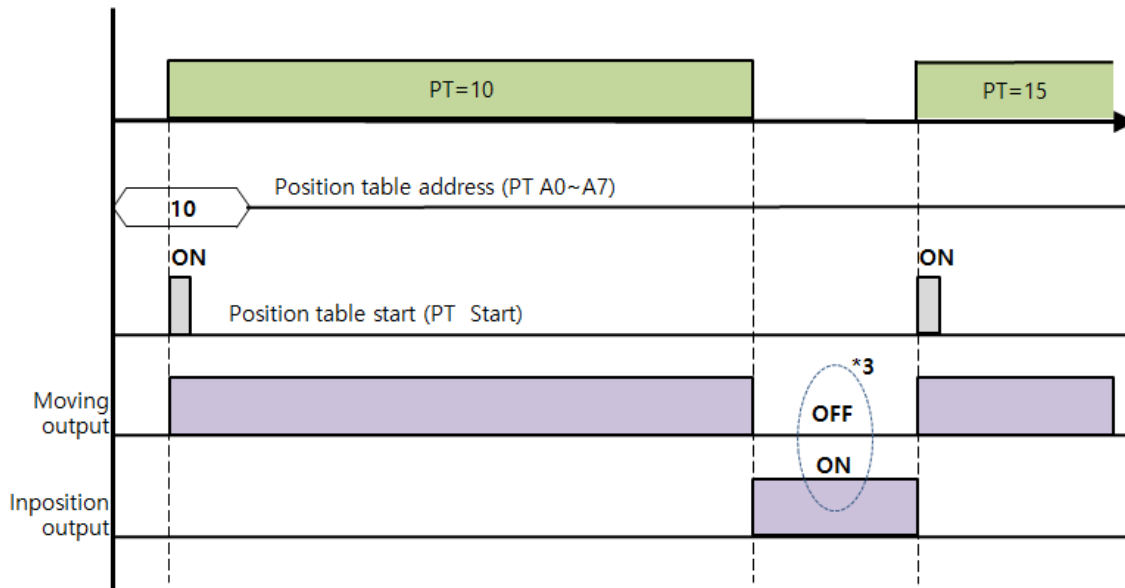 PT=10
PT=15
Position table address (PT A0~A7)
10
ON
ON
Position table start (PT Start)
*3
Moving
output
OFF
ON
Inposition
output